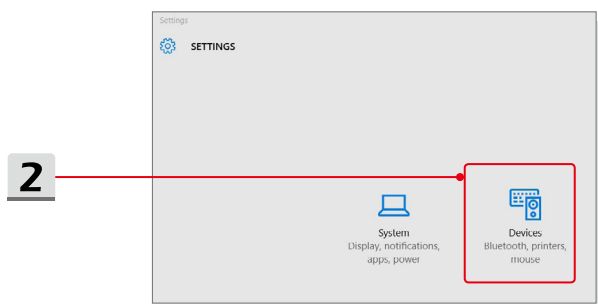 Settings
SETTINGS
2
System
Display, notifications,
apps, power
Devices
Bluetooth, printers,
mouse